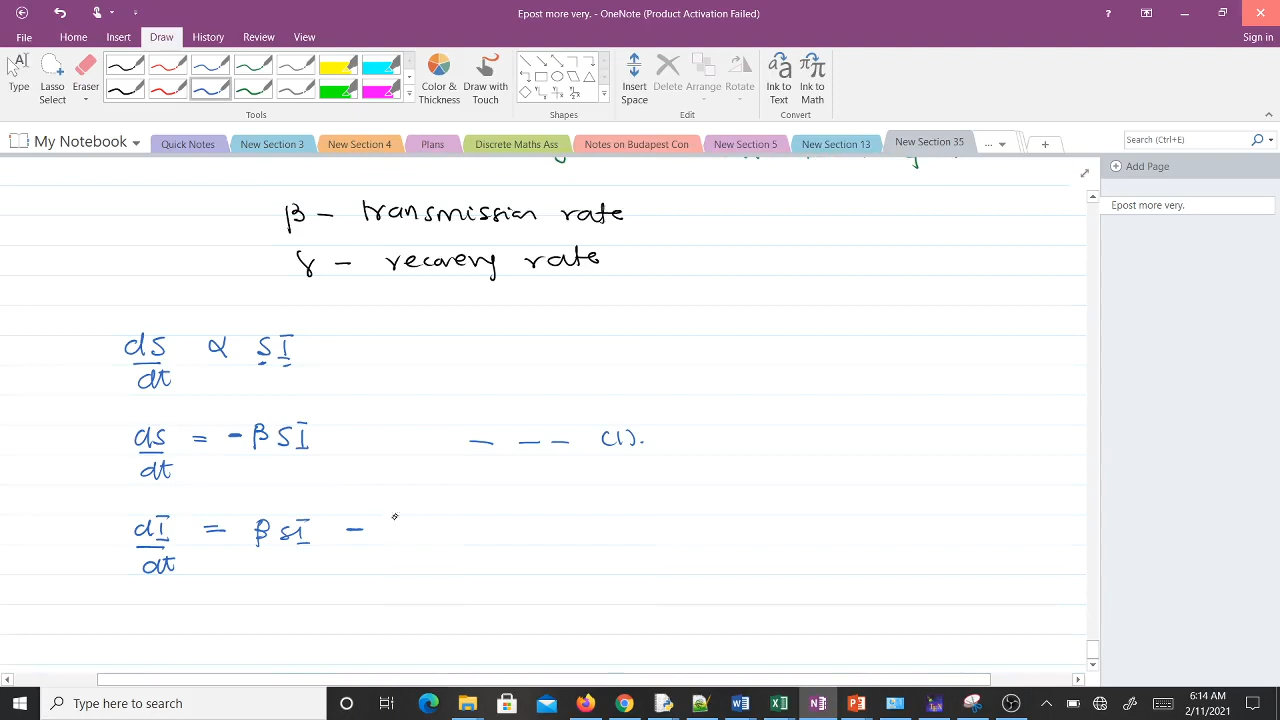 Epost more very. - OneNote (Product Activation Failed)
File Home Insert Draw History Review View
Sign in
Type
Lasso Select
Eraser
Color & Thickness
Draw with Touch
Insert Space
Delete
Arrange
Rotate
Ink to Text
Ink to Math
Tools Shapes Edit Convert
My Notebook Quick Notes New Section 3 New Section 4 Plans Discrete Maths Ass Notes on Budapest Con New Section 5 New Section 13 New Section 35 ...
Search (Ctrl+E)
Add Page
Epost more very.
β – transmission rate
γ – recovery rate
dS/dt α SI
ds/dt = -β SI — — — (1).
dI/dt = β SI –
Type here to search
6:14 AM
2/11/2021